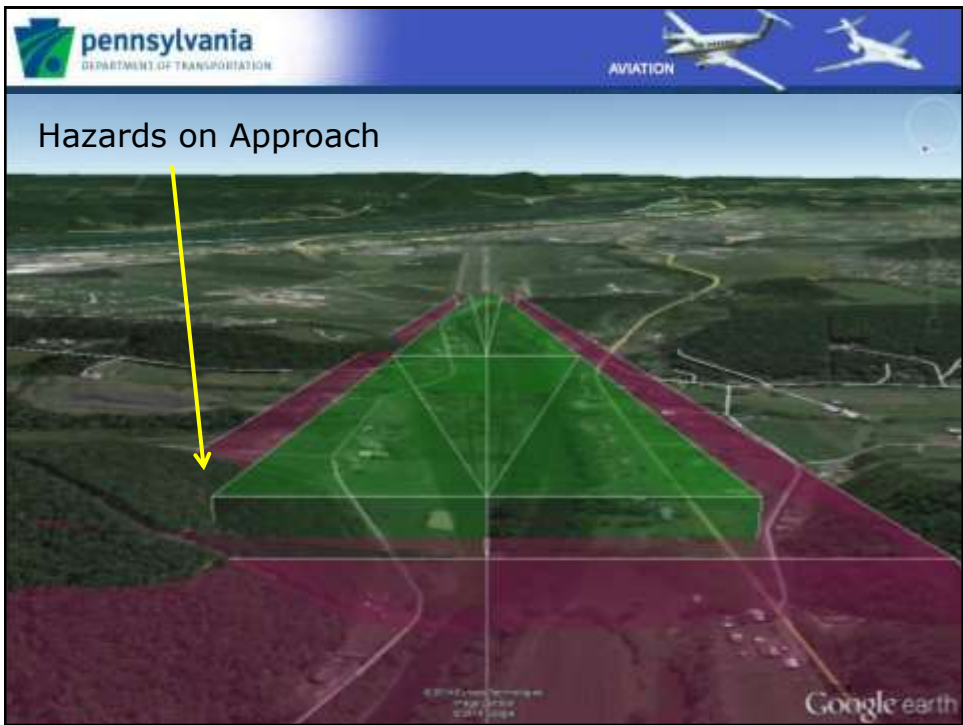 pennsylvania
DEPARTMENT OF TRANSPORTATION
AVIATION
Hazards on Approach
Google earth